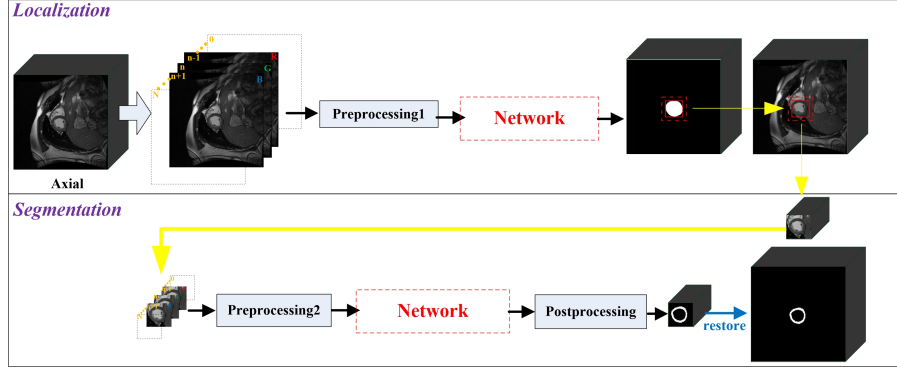 Localization
0
n-1
n
n+1
R
G
B
Preprocessing1
Network
Axial
Segmentation
Preprocessing2
Network
Postprocessing
restore